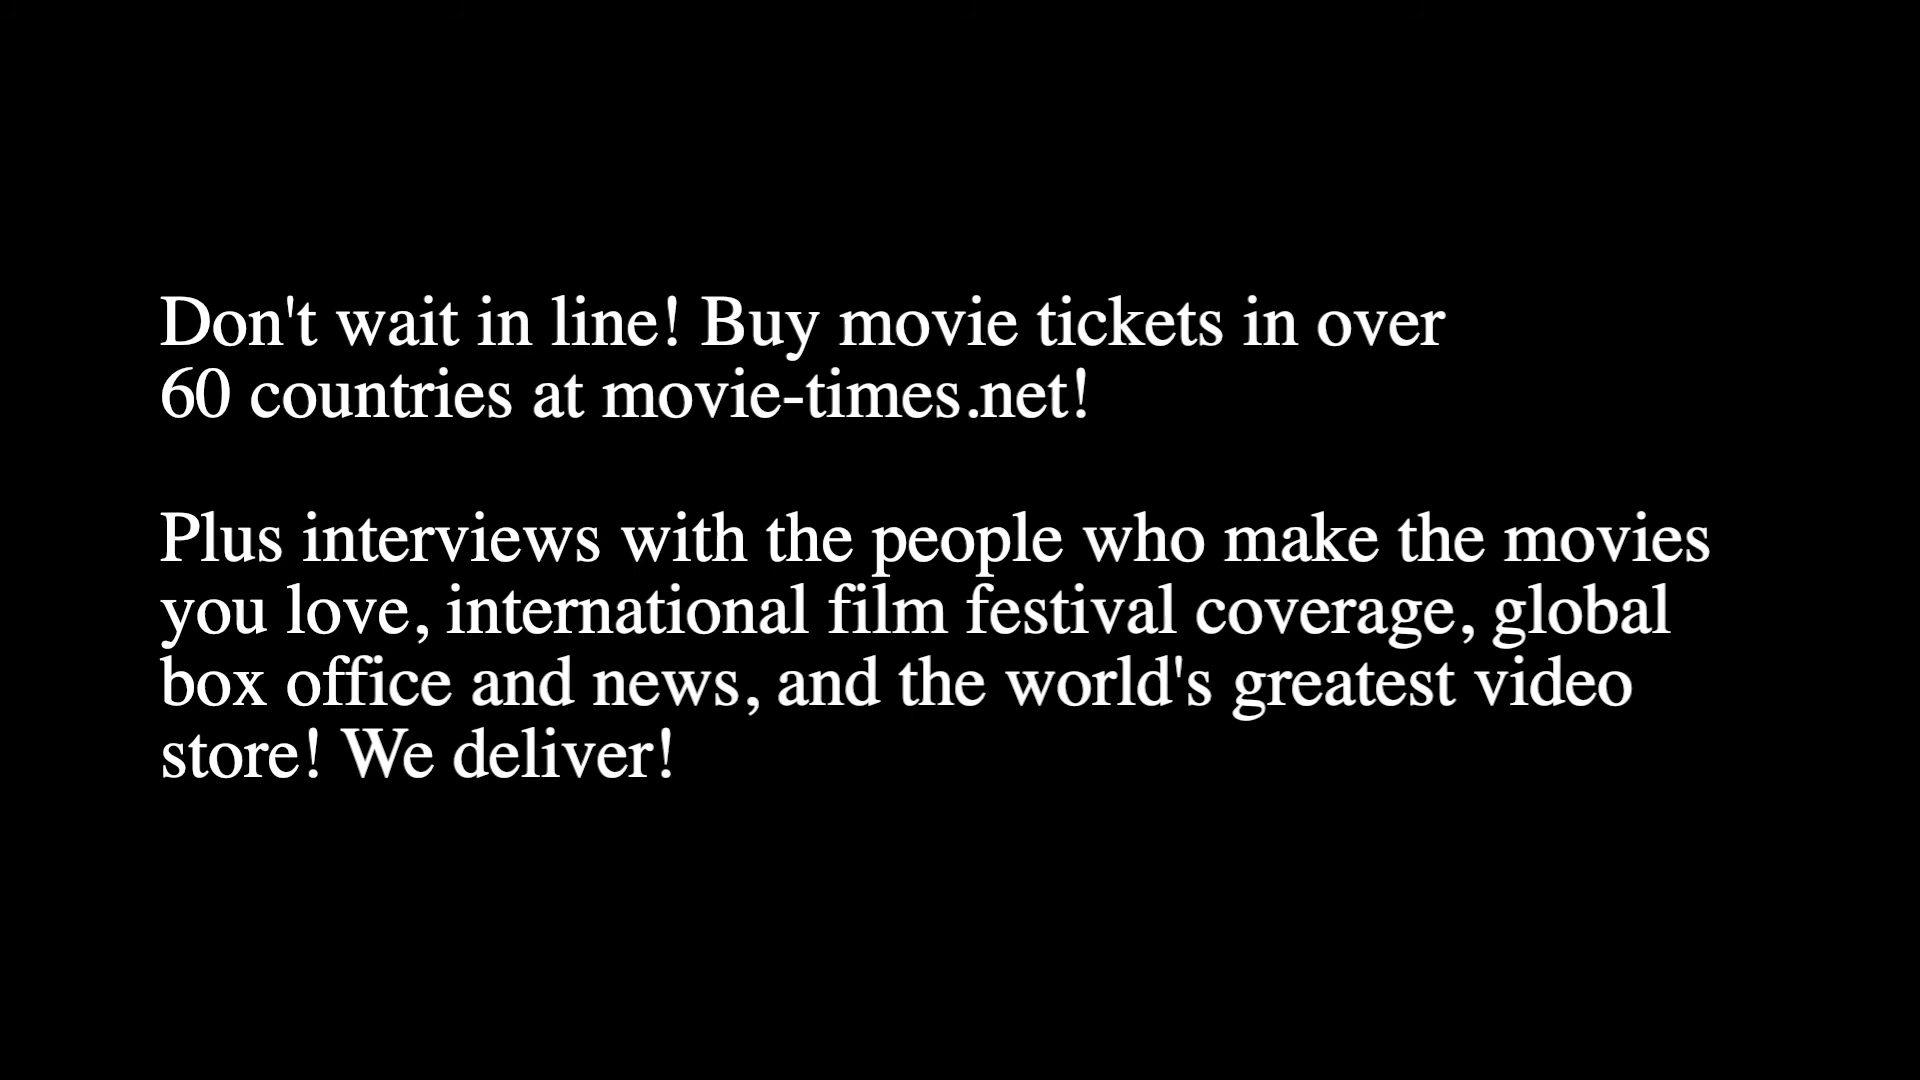 Don't wait in line! Buy movie tickets in over
60 countries at movie-times.net!
Plus interviews with the people who make the movies
you love, international film festival coverage, global
box office and news, and the world's greatest video
store! We deliver!